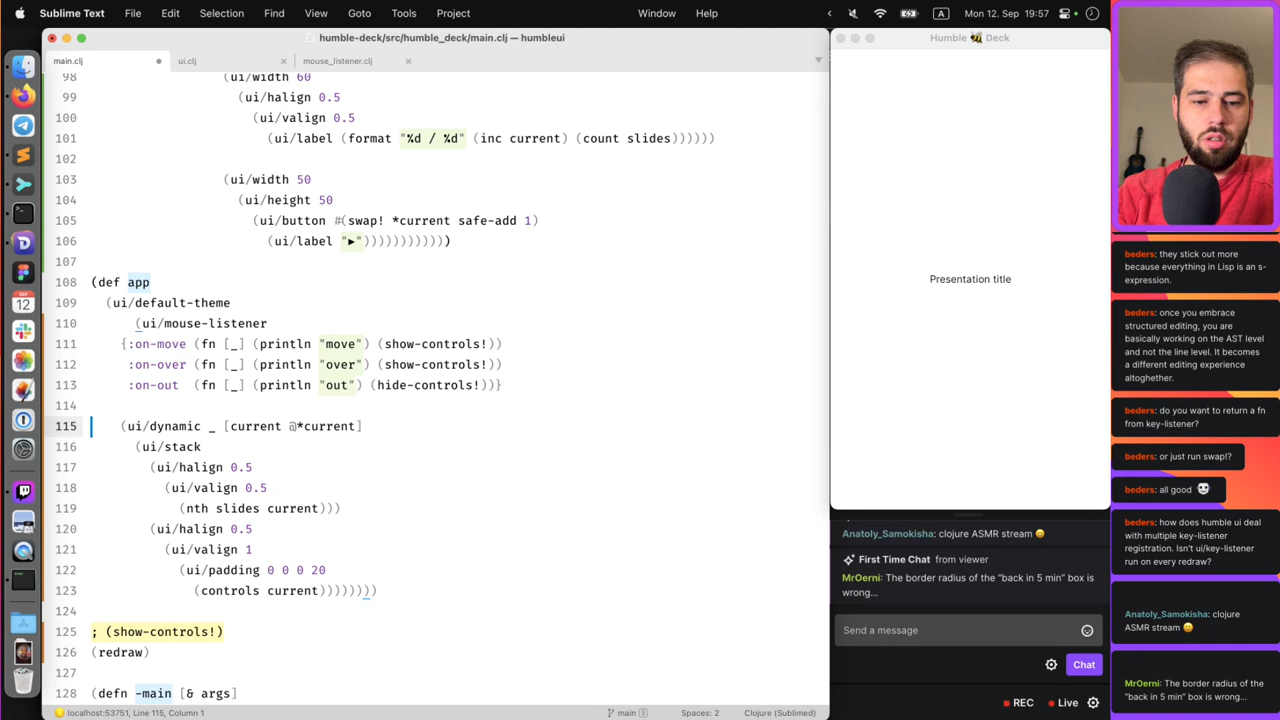 Sublime Text File Edit Selection Find View Goto Tools Project Window Help A Mon 12. Sep 19:57
humble-deck/src/humble_deck/main.clj — humbleui
main.clj ui.clj mouse_listener.clj
98 (ui/width 60
99 (ui/halign 0.5
100 (ui/valign 0.5
101 (ui/label (format "%d / %d" (inc current) (count slides))))))
102
103 (ui/width 50
104 (ui/height 50
105 (ui/button #(swap! *current safe-add 1)
106 (ui/label "▶")))))))))))
107
108 (def app
109 (ui/default-theme
110 (ui/mouse-listener
111 {:on-move (fn [_] (println "move") (show-controls!))
112 :on-over (fn [_] (println "over") (show-controls!))
113 :on-out (fn [_] (println "out") (hide-controls!))}
114
115 (ui/dynamic _ [current @*current]
116 (ui/stack
117 (ui/halign 0.5
118 (ui/valign 0.5
119 (nth slides current)))
120 (ui/halign 0.5
121 (ui/valign 1
122 (ui/padding 0 0 0 20
123 (controls current))))))))
124
125 ; (show-controls!)
126 (redraw)
127
128 (defn -main [& args]
localhost:53751, Line 115, Column 1 main 3 Spaces: 2 Clojure (Sublimed)
Humble 🐝 Deck
Presentation title
Anatoly_Samokisha: clojure ASMR stream 😄
First Time Chat from viewer
MrOerni: The border radius of the "back in 5 min" box is
wrong...
Send a message
Chat
REC Live
beders: they stick out more
because everything in Lisp is an s-
expression.
beders: once you embrace
structured editing, you are
basically working on the AST level
and not the line level. It becomes
a different editing experience
altoghether.
beders: do you want to return a fn
from key-listener?
beders: or just run swap!?
beders: all good
beders: how does humble ui deal
with multiple key-listener
registration. Isn't ui/key-listener
run on every redraw?
Anatoly_Samokisha: clojure
ASMR stream 😄
MrOerni: The border radius of the
"back in 5 min" box is wrong...